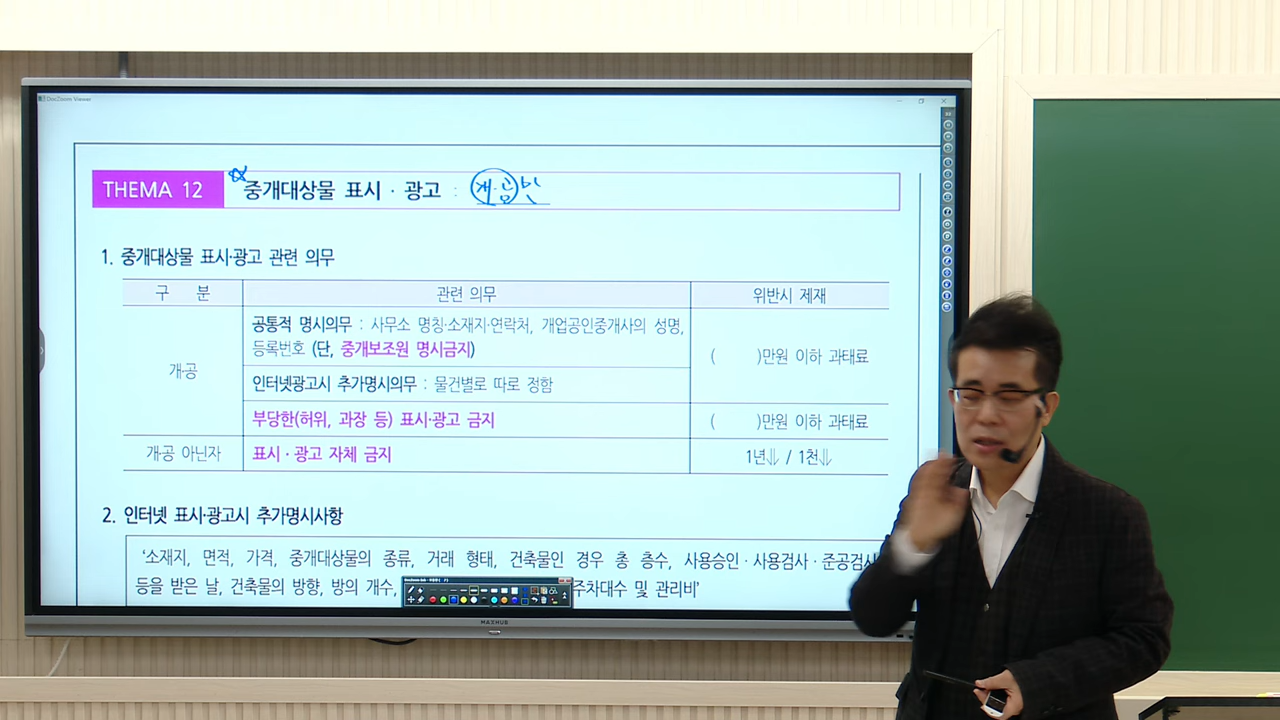 DocZoom Viewer
THEMA 12 중개대상물 표시 · 광고 : 개·공만
1. 중개대상물 표시·광고 관련 의무
구 분 관련 의무 위반시 제재
공통적 명시의무 : 사무소 명칭·소재지·연락처, 개업공인중개사의 성명,
등록번호 (단, 중개보조원 명시금지)
( )만원 이하 과태료
개공
인터넷광고시 추가명시의무 : 물건별로 따로 정함
부당한(허위, 과장 등) 표시·광고 금지 ( )만원 이하 과태료
개공 아닌자 표시 · 광고 자체 금지 1년⇓ / 1천⇓
2. 인터넷 표시·광고시 추가명시사항
'소재지, 면적, 가격, 중개대상물의 종류, 거래 형태, 건축물인 경우 총 층수, 사용승인 · 사용검사 · 준공검사
등을 받은 날, 건축물의 방향, 방의 개수, 주차대수 및 관리비'
MAXHUB